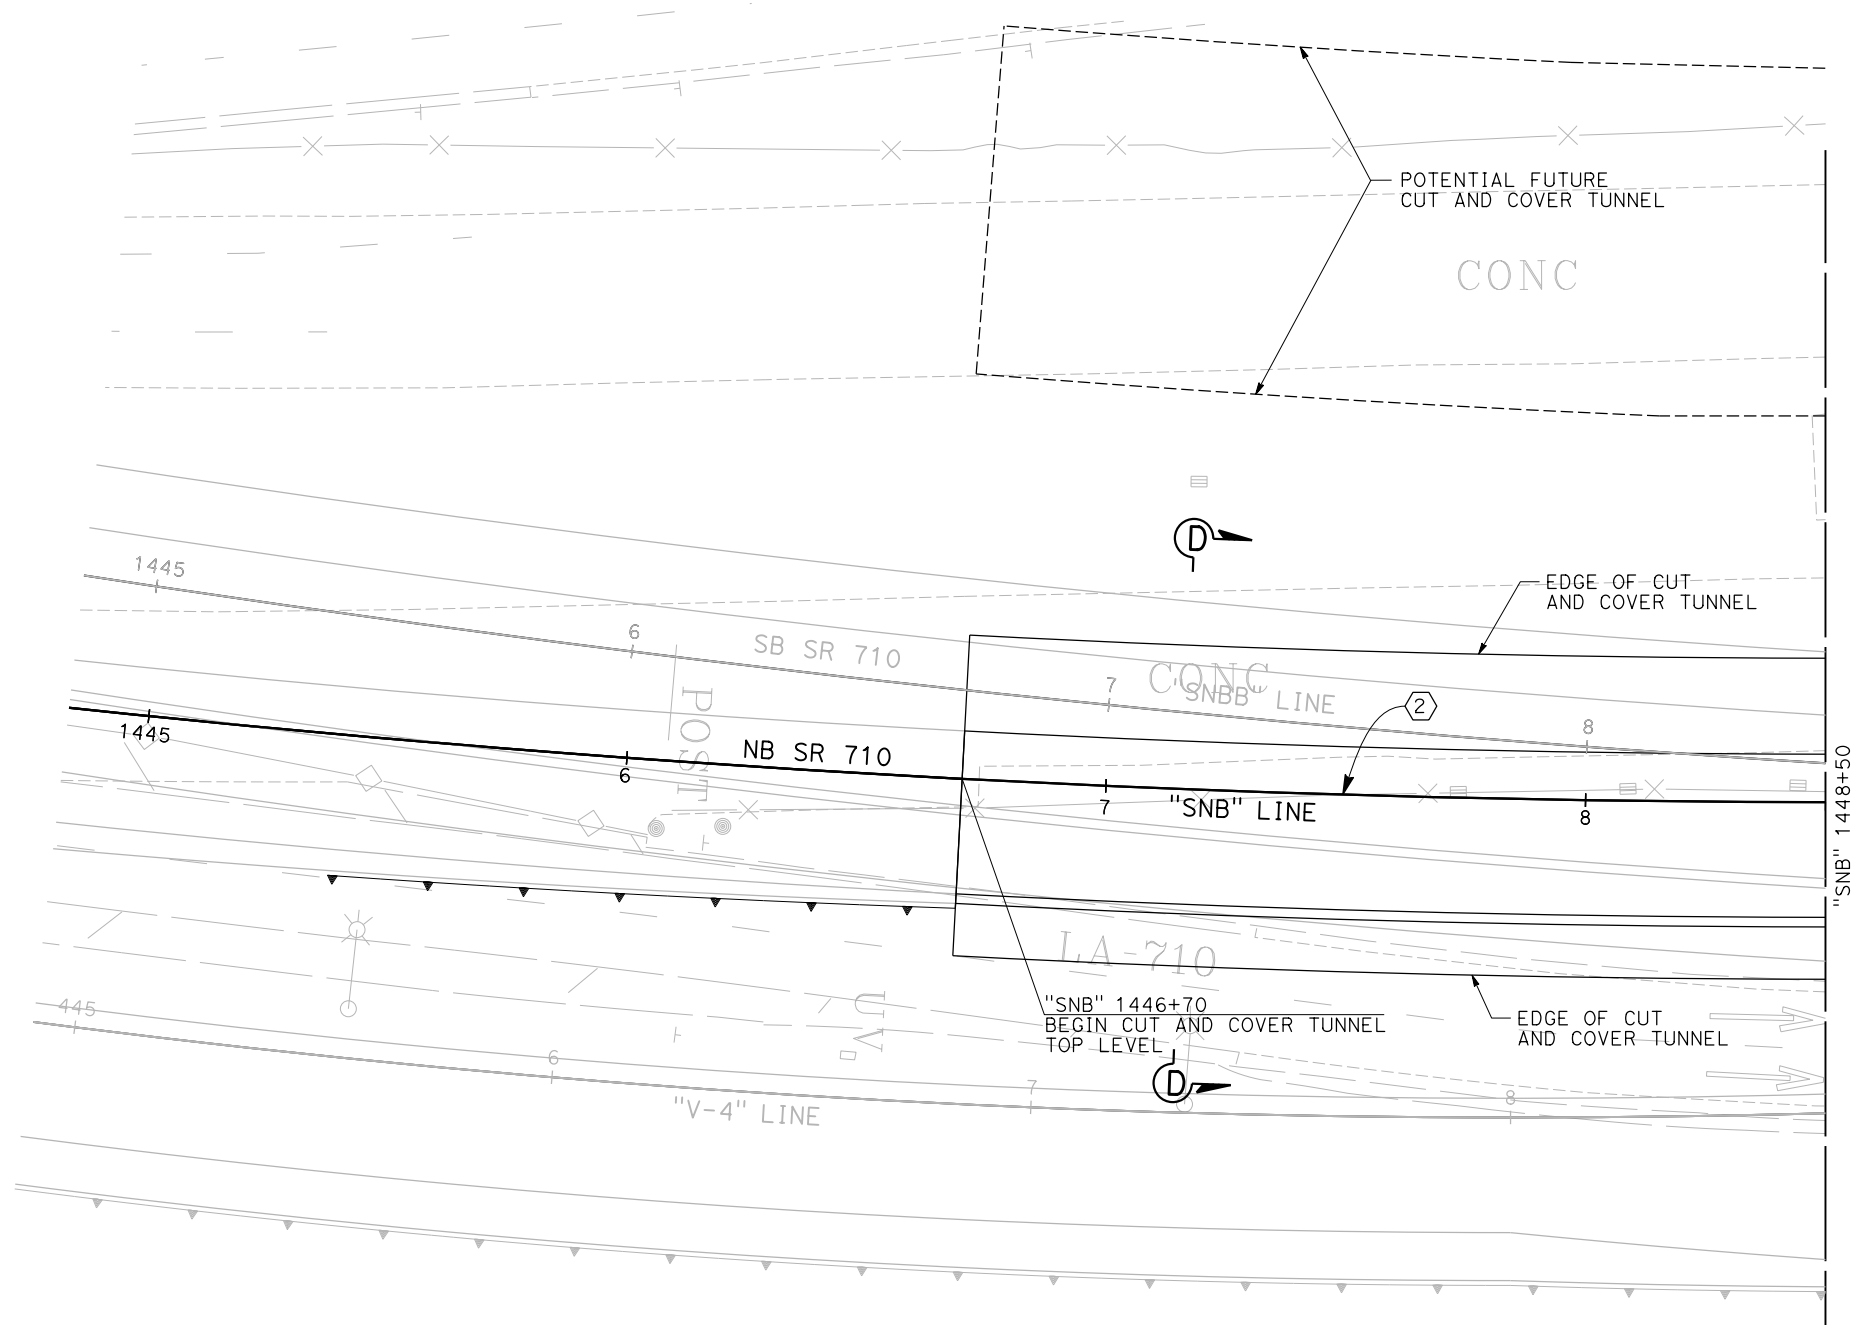 POTENTIAL FUTURE
CUT AND COVER TUNNEL
CONC
D
1445
EDGE OF CUT
AND COVER TUNNEL
6
SB SR 710
7
CONC
"SNBB" LINE
8
2
POST
1445
6
NB SR 710
7
"SNB" LINE
8
"SNB" 1448+50
LA-710
"SNB" 1446+70
BEGIN CUT AND COVER TUNNEL
TOP LEVEL
EDGE OF CUT
AND COVER TUNNEL
D
445
6
7
8
"V-4" LINE